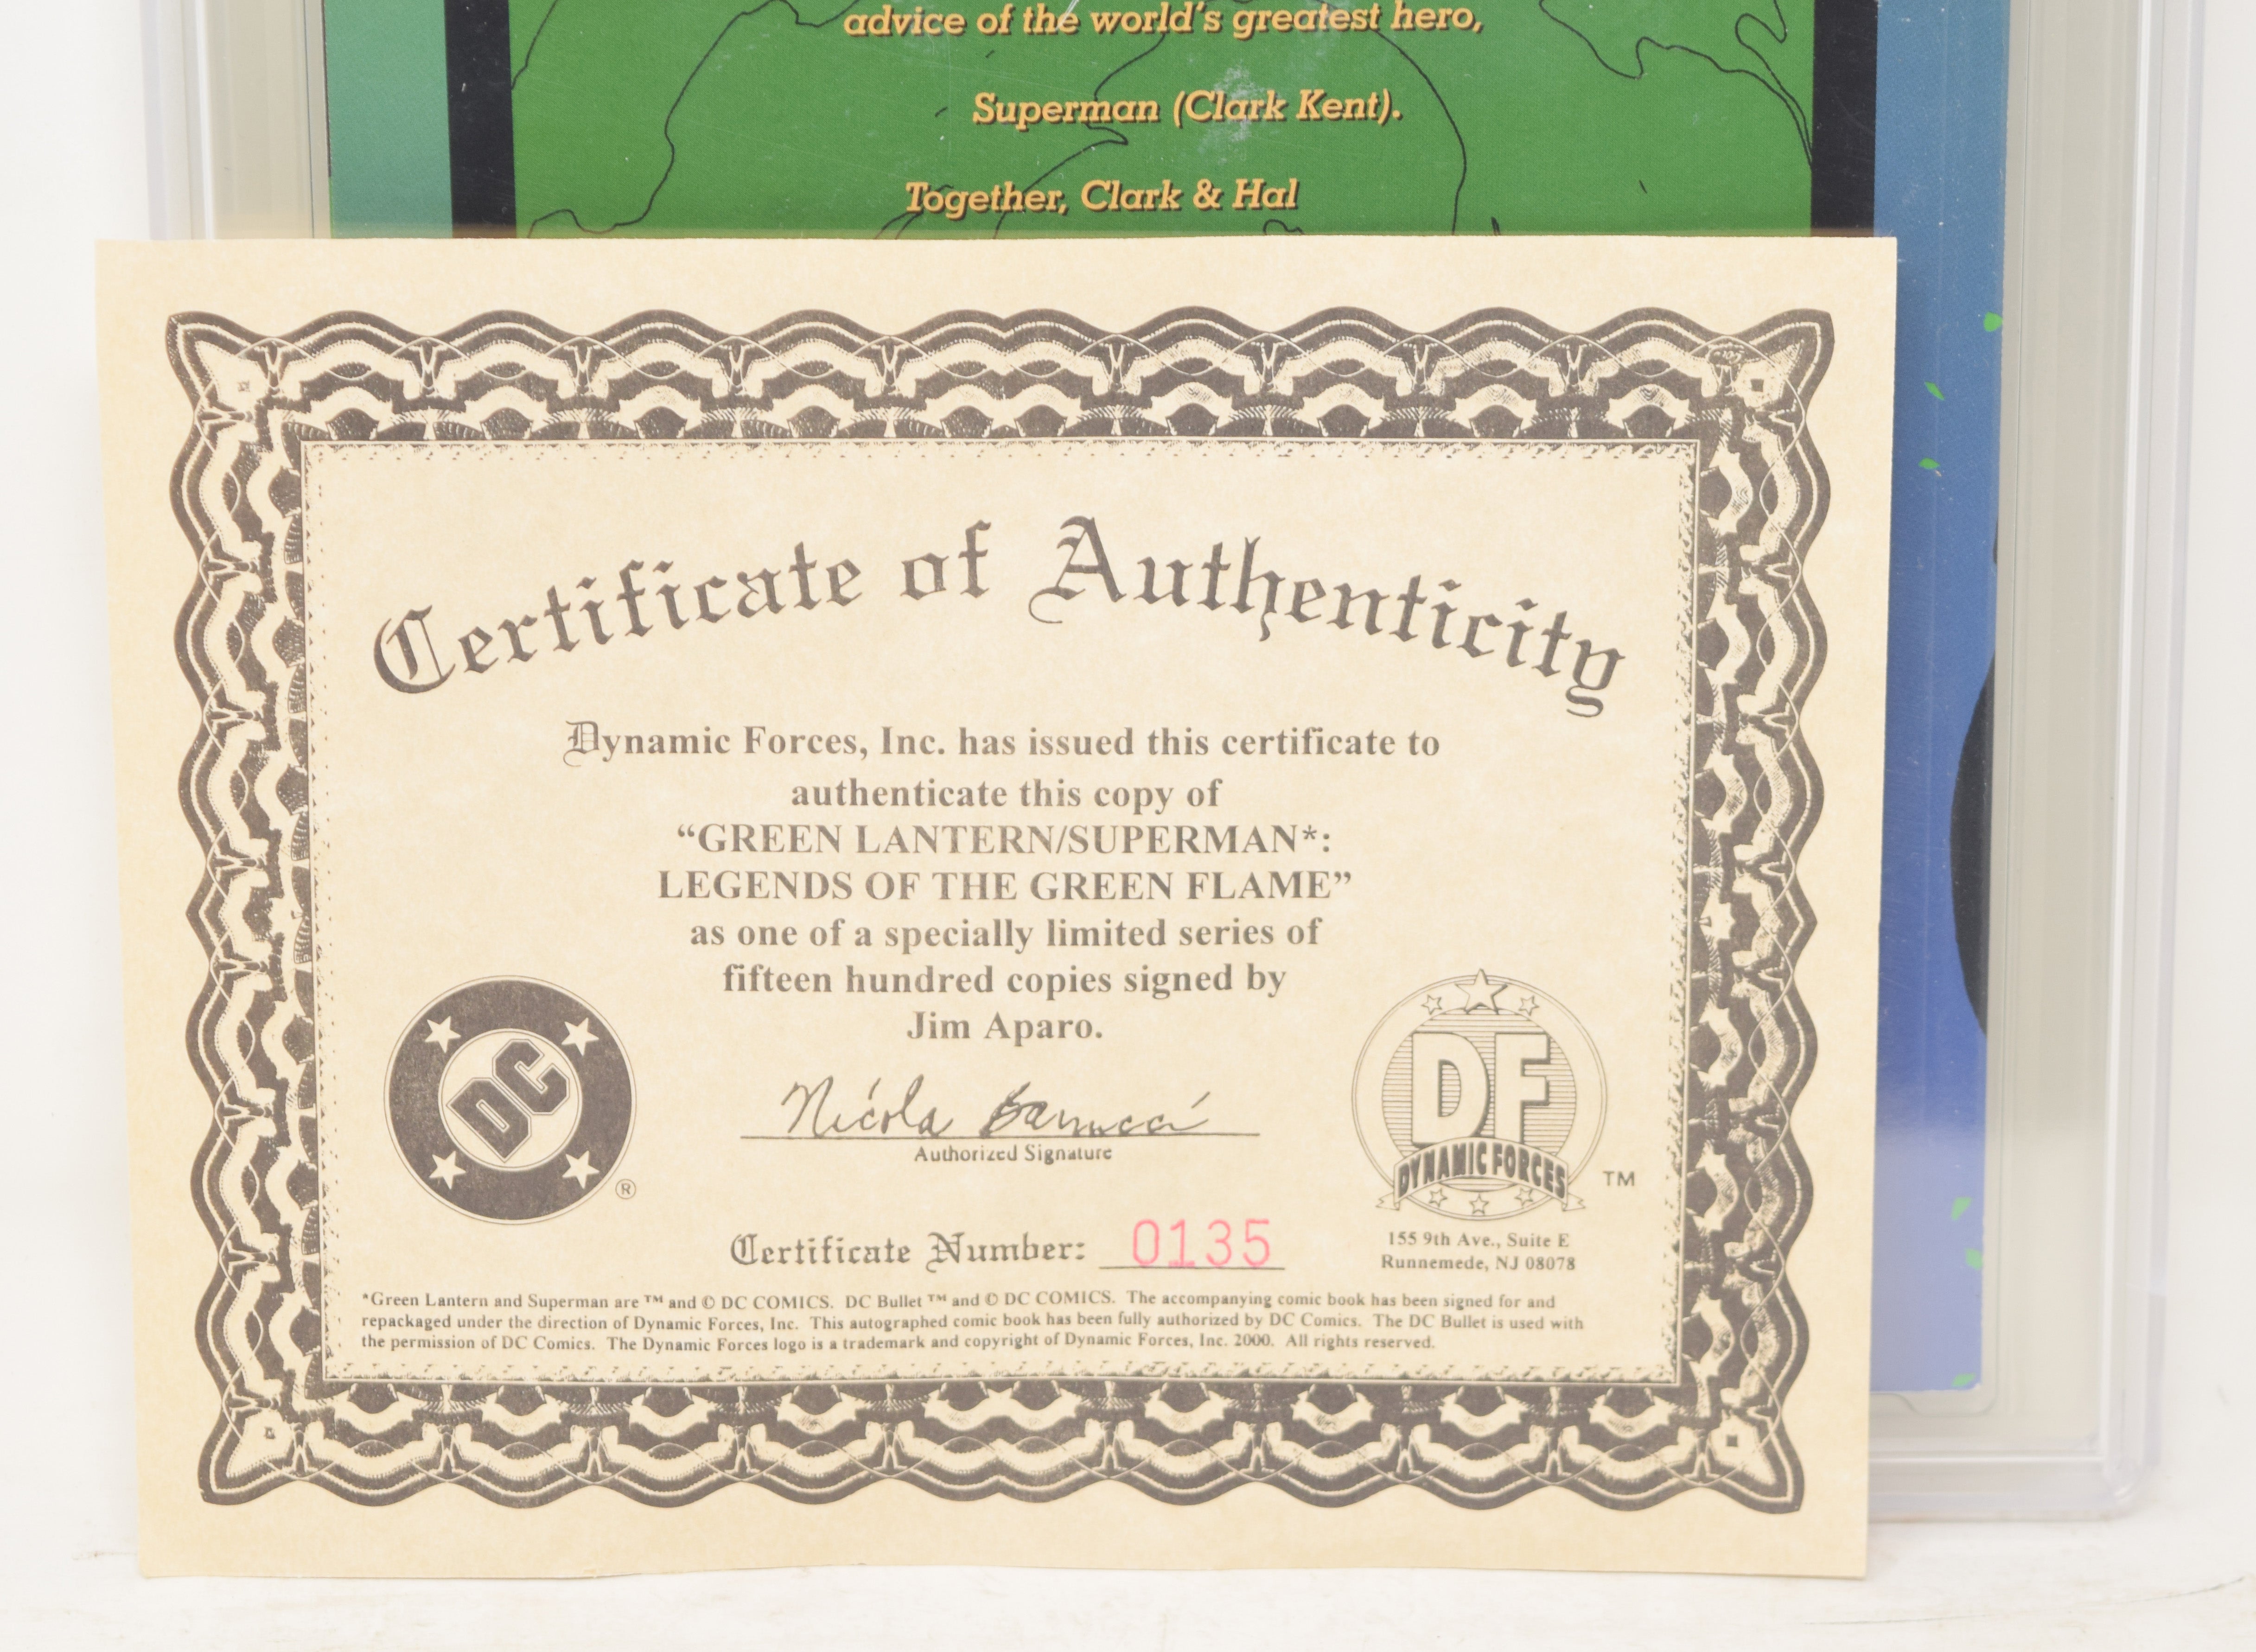 advice of the world's greatest hero,
Superman (Clark Kent).
Together, Clark & Hal
Certificate of Authenticity
Dynamic Forces, Inc. has issued this certificate to
authenticate this copy of
“GREEN LANTERN/SUPERMAN*:
LEGENDS OF THE GREEN FLAME”
as one of a specially limited series of
fifteen hundred copies signed by
Jim Aparo.
DC
®
Nicola Barrucci
Authorized Signature
DF
DYNAMIC FORCES
TM
155 9th Ave., Suite E
Runnemede, NJ 08078
Certificate Number: 0135
*Green Lantern and Superman are ™ and © DC COMICS. DC Bullet ™ and © DC COMICS. The accompanying comic book has been signed for and
repackaged under the direction of Dynamic Forces, Inc. This autographed comic book has been fully authorized by DC Comics. The DC Bullet is used with
the permission of DC Comics. The Dynamic Forces logo is a trademark and copyright of Dynamic Forces, Inc. 2000. All rights reserved.